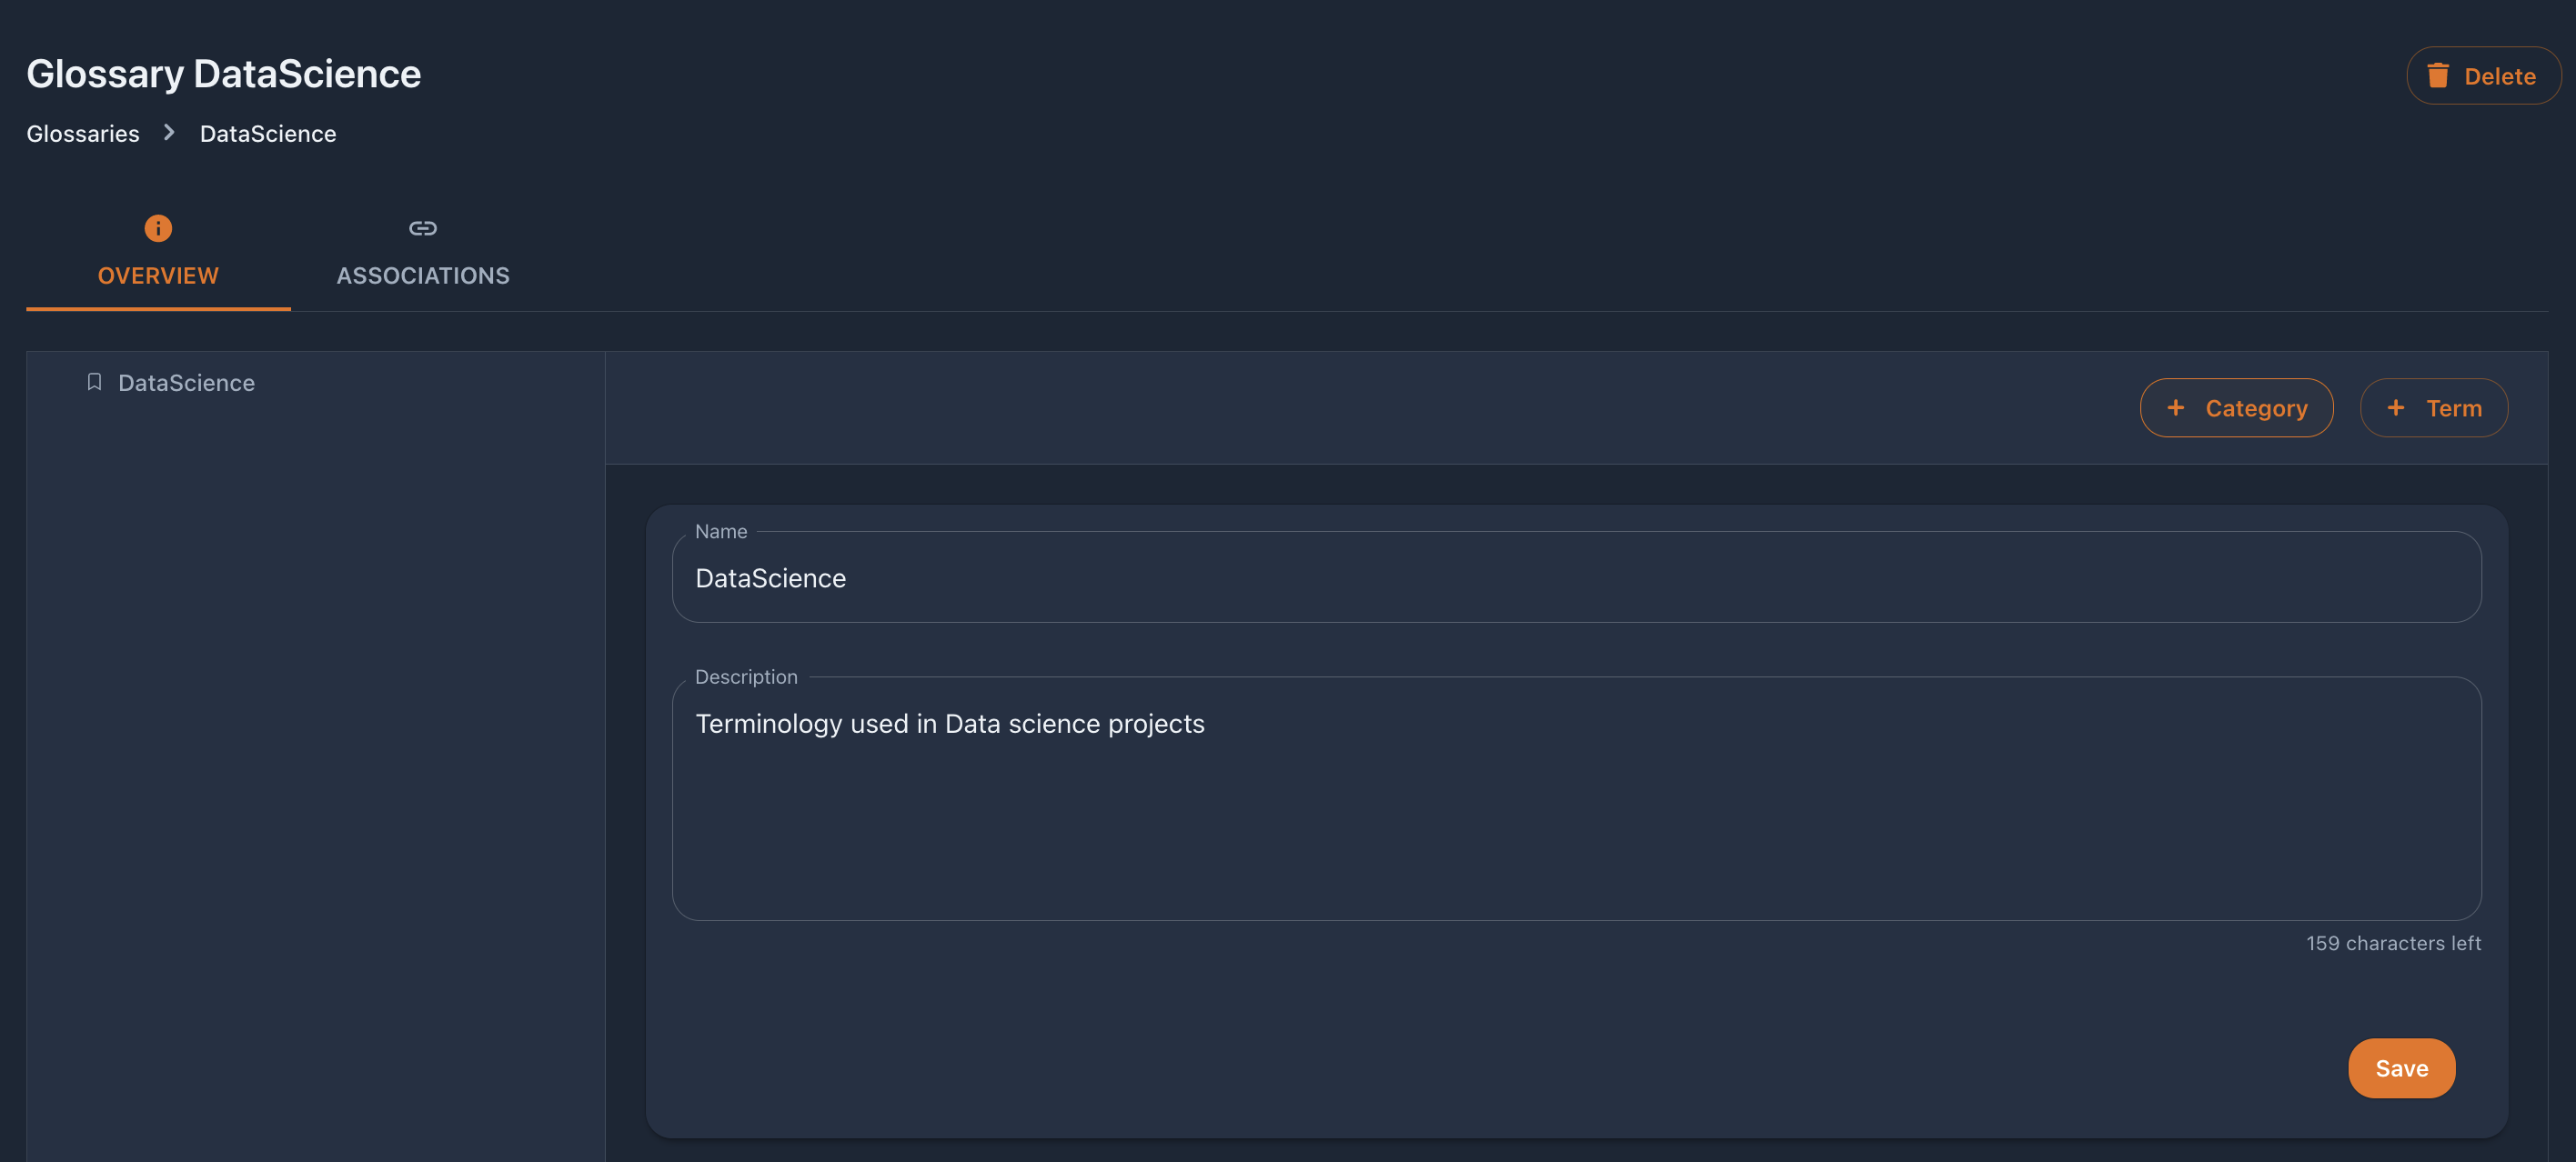 Glossary DataScience
Delete
Glossaries > DataScience
OVERVIEW
ASSOCIATIONS
DataScience
+ Category
+ Term
Name
DataScience
Description
Terminology used in Data science projects
159 characters left
Save